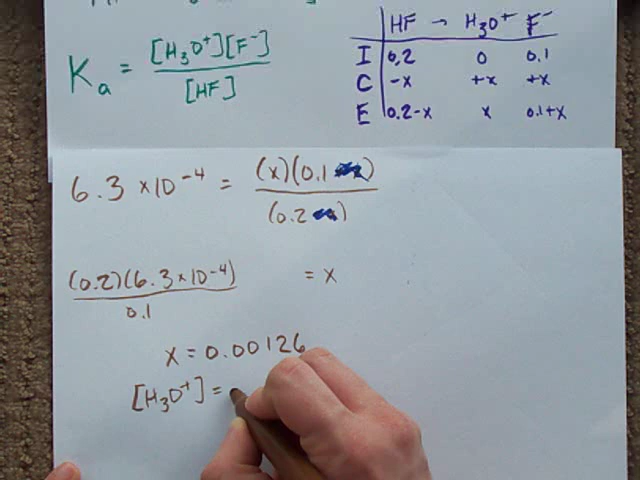 HF → H₃O⁺ F⁻
I 0.2 0 0.1
C -x +x +x
E 0.2-x x 0.1+x
Kₐ = [H₃O⁺][F⁻] / [HF]
6.3 × 10⁻⁴ = (x)(0.1) / (0.2)
(0.2)(6.3×10⁻⁴) / 0.1 = x
x = 0.00126
[H₃O⁺] =